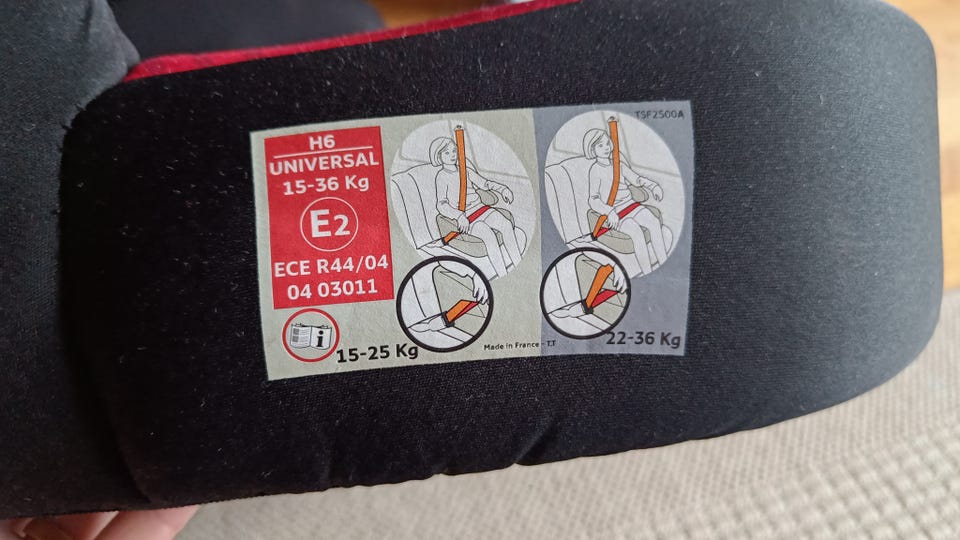 H6
UNIVERSAL
15-36 Kg
E2
ECE R44/04
04 03011
i
15-25 Kg
Made in France - T.T
TSF2500A
22-36 Kg